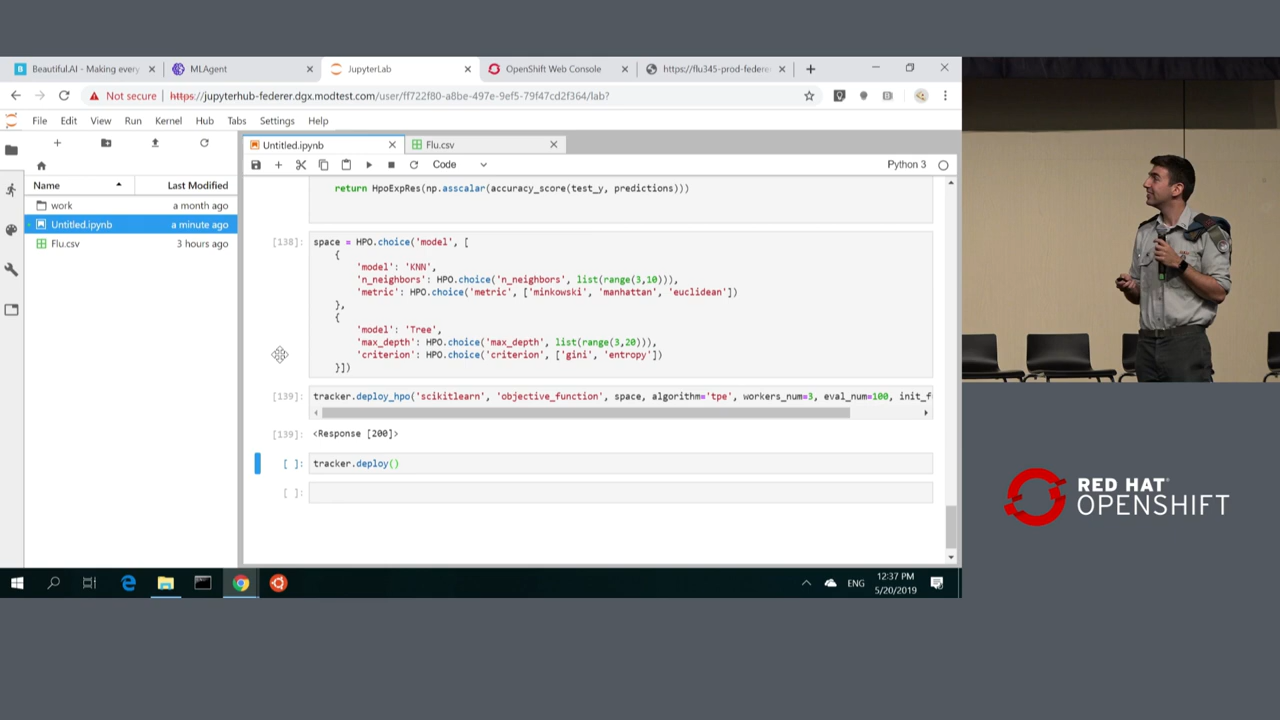 Beautiful.AI - Making every
MLAgent
JupyterLab
OpenShift Web Console
https://flu345-prod-federer
Not secure
https://jupyterhub-federer.dgx.modtest.com/user/ff722f80-a8be-497e-9ef5-79f47cd2f364/lab?
File Edit View Run Kernel Hub Tabs Settings Help
Untitled.ipynb
Flu.csv
Code
Python 3
Name Last Modified
work a month ago
Untitled.ipynb a minute ago
Flu.csv 3 hours ago
return HpoExpRes(np.asscalar(accuracy_score(test_y, predictions)))
[138]: space = HPO.choice('model', [
{
'model': 'KNN',
'n_neighbors': HPO.choice('n_neighbors', list(range(3,10))),
'metric': HPO.choice('metric', ['minkowski', 'manhattan', 'euclidean'])
},
{
'model': 'Tree',
'max_depth': HPO.choice('max_depth', list(range(3,20))),
'criterion': HPO.choice('criterion', ['gini', 'entropy'])
}])
[139]: tracker.deploy_hpo('scikitlearn', 'objective_function', space, algorithm='tpe', workers_num=3, eval_num=100, init_f
[139]: <Response [200]>
[ ]: tracker.deploy()
[ ]:
ENG
12:37 PM
5/20/2019
RED HAT®
OPENSHIFT